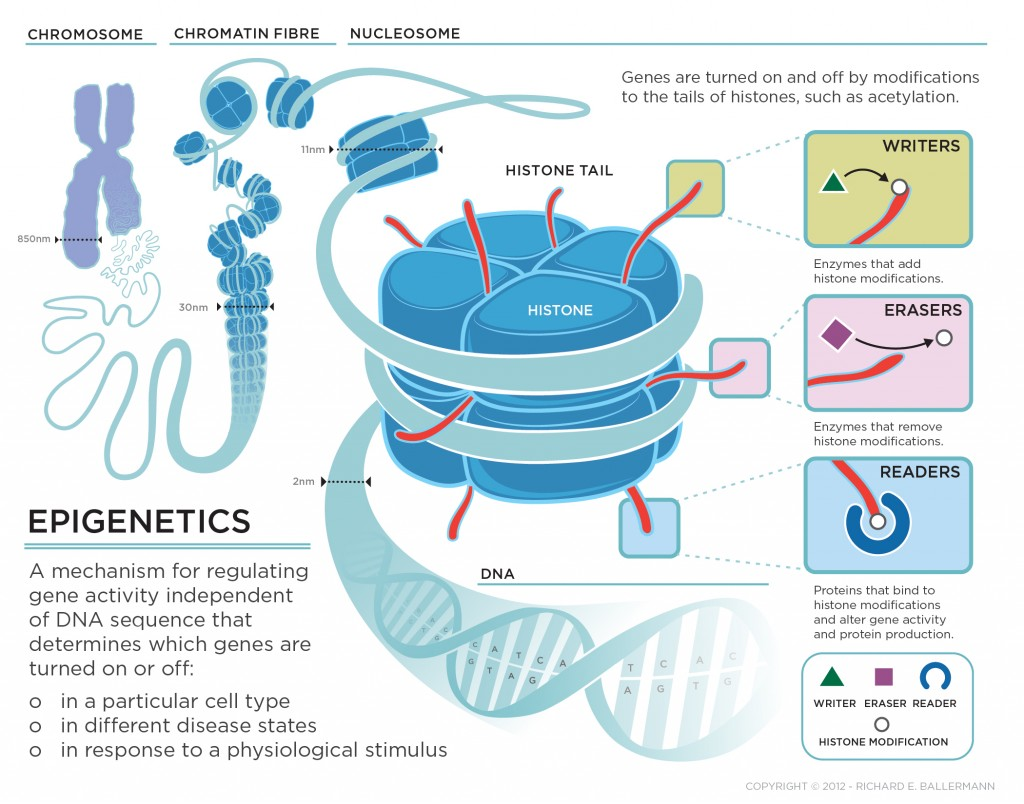 CHROMOSOME
CHROMATIN FIBRE
NUCLEOSOME
Genes are turned on and off by modifications
to the tails of histones, such as acetylation.
11nm
850nm
30nm
HISTONE TAIL
HISTONE
WRITERS
Enzymes that add
histone modifications.
ERASERS
Enzymes that remove
histone modifications.
2nm
READERS
Proteins that bind to
histone modifications
and alter gene activity
and protein production.
EPIGENETICS
A mechanism for regulating
gene activity independent
of DNA sequence that
determines which genes are
turned on or off:
o in a particular cell type
o in different disease states
o in response to a physiological stimulus
DNA
C A T C A
G T A G
T C A C
A G T G
WRITER ERASER READER
HISTONE MODIFICATION
COPYRIGHT © 2012 - RICHARD E. BALLERMANN